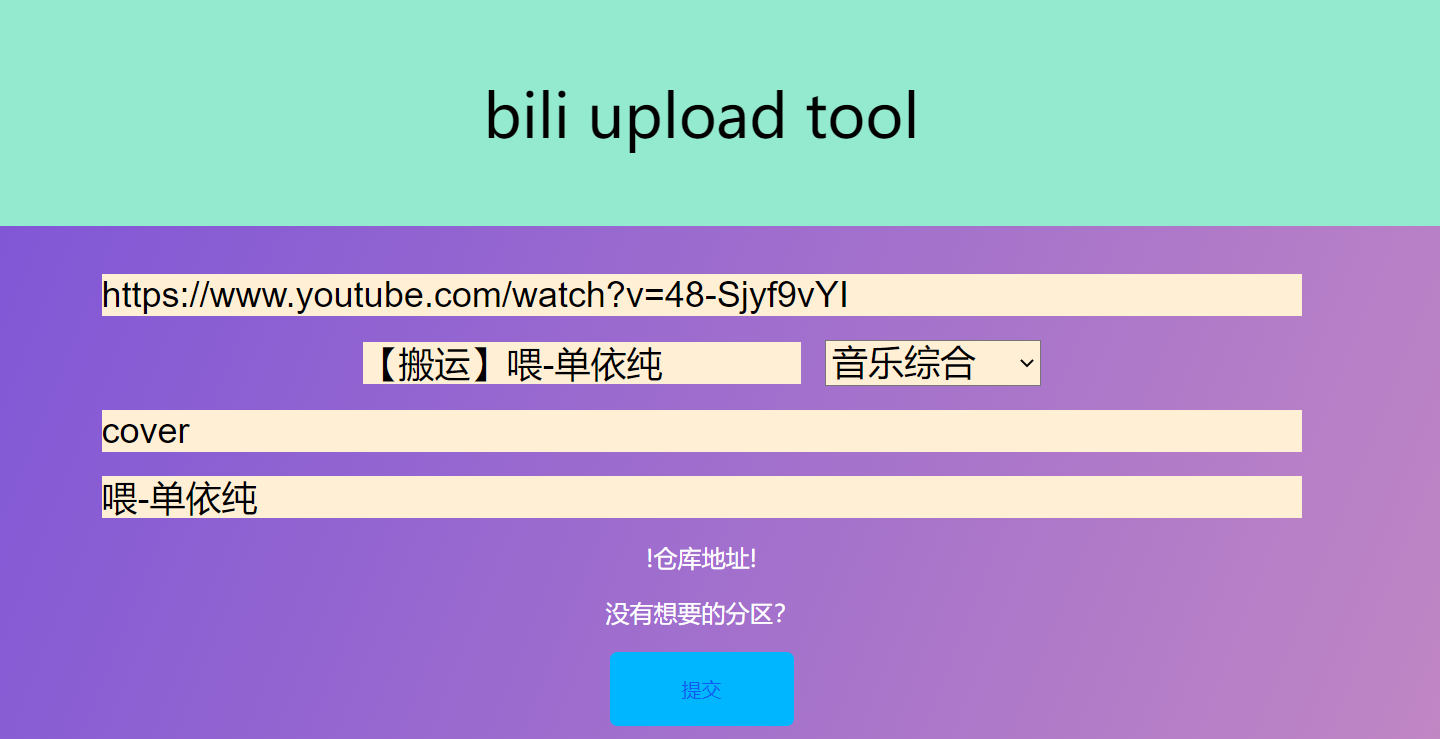 bili upload tool
https://www.youtube.com/watch?v=48-Sjyf9vYI
【搬运】喂-单依纯 音乐综合
cover
喂-单依纯
!仓库地址!
没有想要的分区?
提交